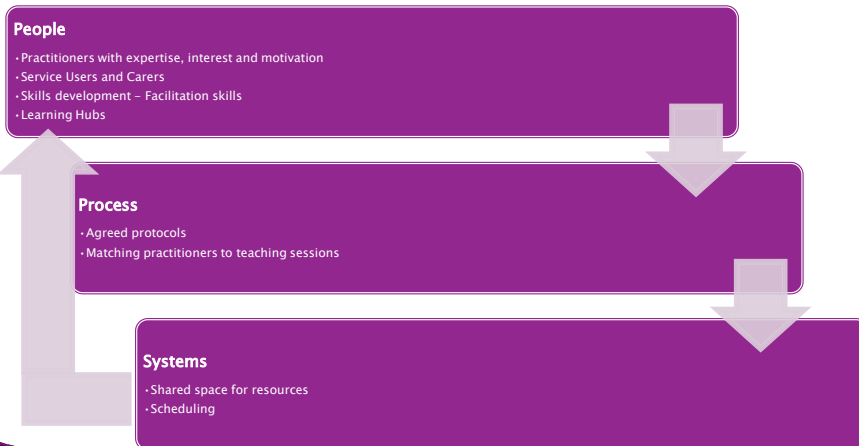 People
•Practitioners with expertise, interest and motivation
•Service Users and Carers
•Skills development – Facilitation skills
•Learning Hubs
Process
•Agreed protocols
•Matching practitioners to teaching sessions
Systems
•Shared space for resources
•Scheduling